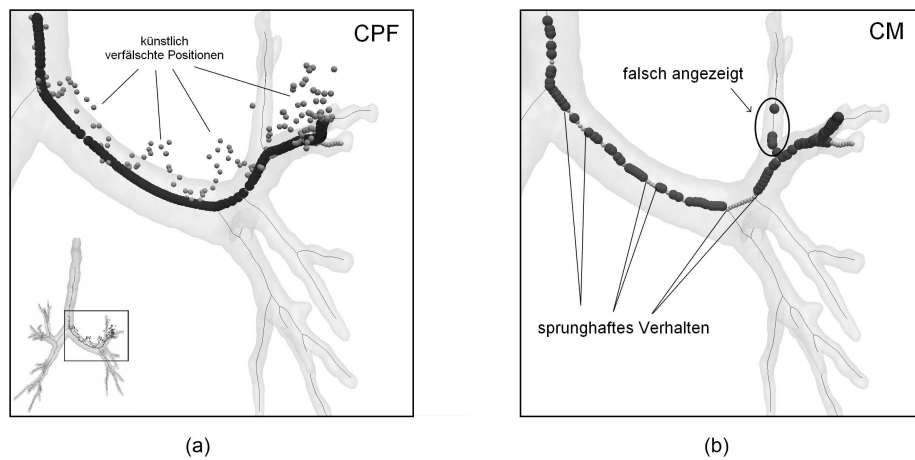 CPF
künstlich
verfälschte Positionen
(a)
CM
falsch angezeigt
sprunghaftes Verhalten
(b)